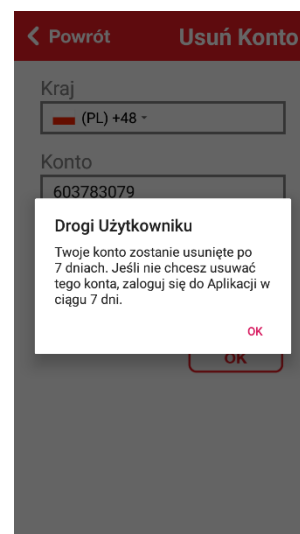 Powrót Usuń Konto
Kraj
(PL) +48
Konto
603783079
Drogi Użytkowniku
Twoje konto zostanie usunięte po
7 dniach. Jeśli nie chcesz usuwać
tego konta, zaloguj się do Aplikacji w
ciągu 7 dni.
OK
OK